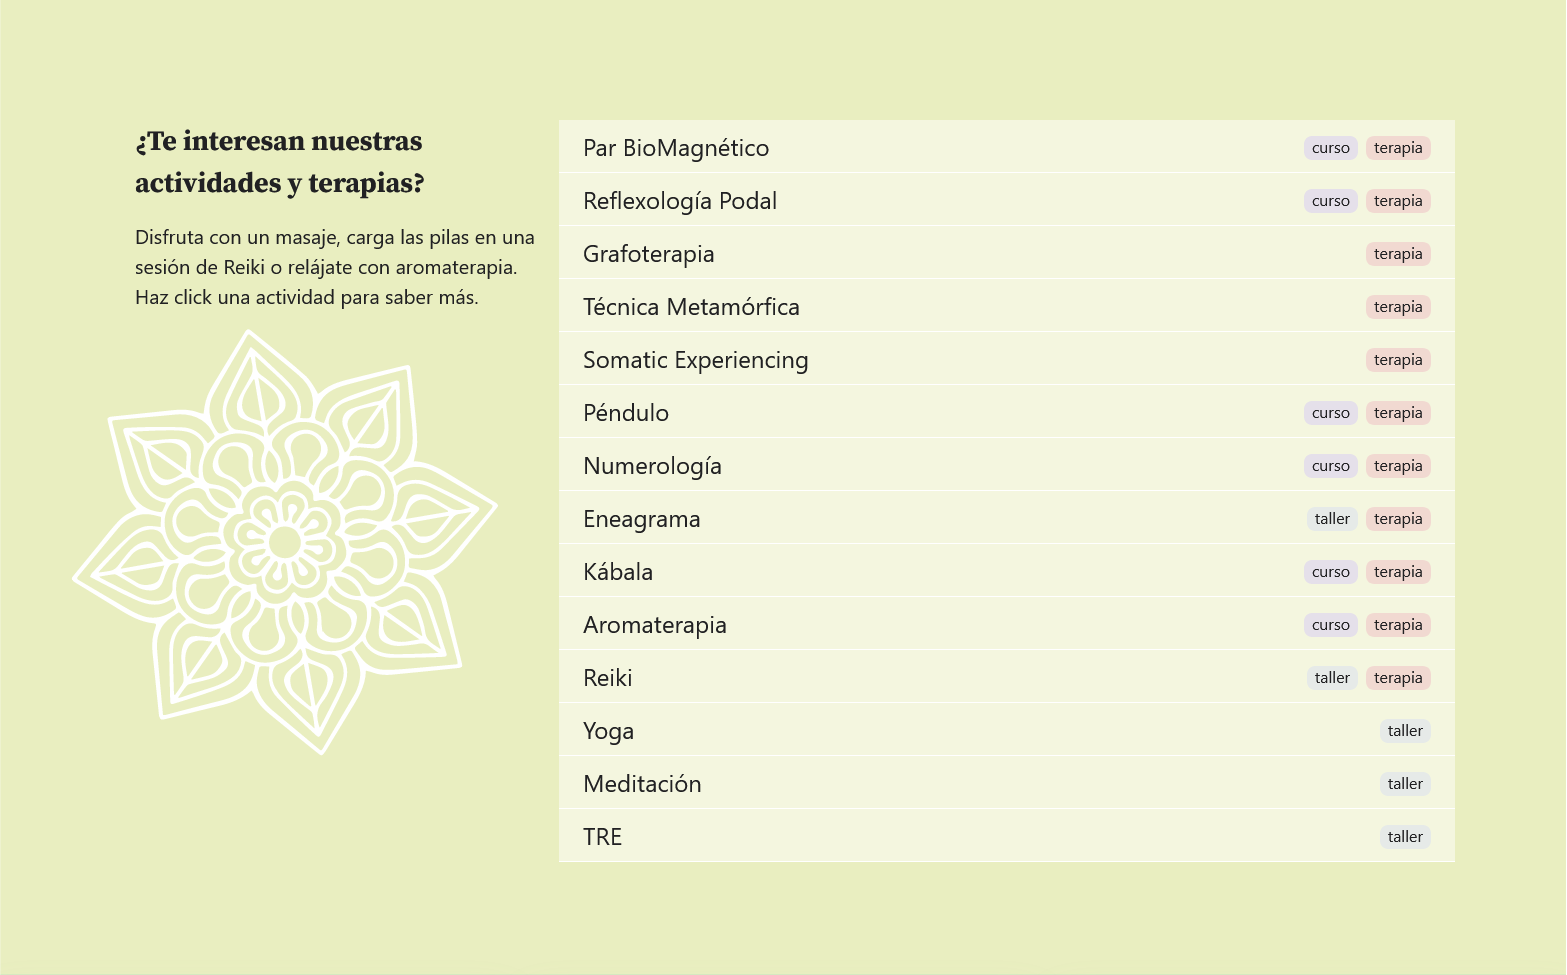 ¿Te interesan nuestras
actividades y terapias?
Disfruta con un masaje, carga las pilas en una
sesión de Reiki o relájate con aromaterapia.
Haz click una actividad para saber más.
Par BioMagnético curso terapia
Reflexología Podal curso terapia
Grafoterapia terapia
Técnica Metamórfica terapia
Somatic Experiencing terapia
Péndulo curso terapia
Numerología curso terapia
Eneagrama taller terapia
Kábala curso terapia
Aromaterapia curso terapia
Reiki taller terapia
Yoga taller
Meditación taller
TRE taller